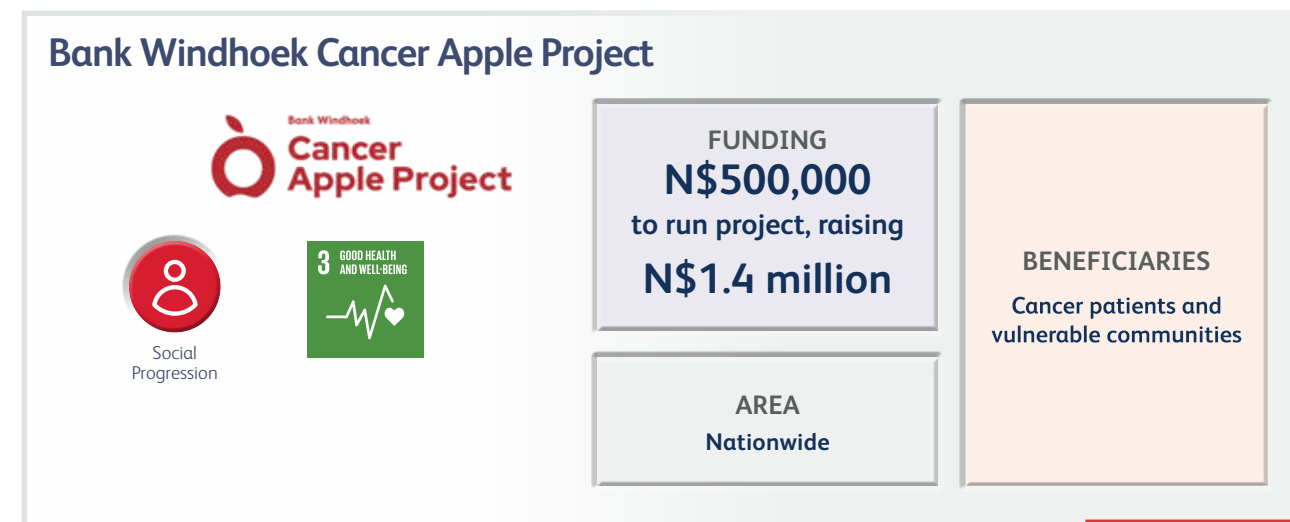 Bank Windhoek Cancer Apple Project
Bank Windhoek
Cancer
Apple Project
Social
Progression
3 GOOD HEALTH
AND WELL-BEING
FUNDING
N$500,000
to run project, raising
N$1.4 million
AREA
Nationwide
BENEFICIARIES
Cancer patients and
vulnerable communities